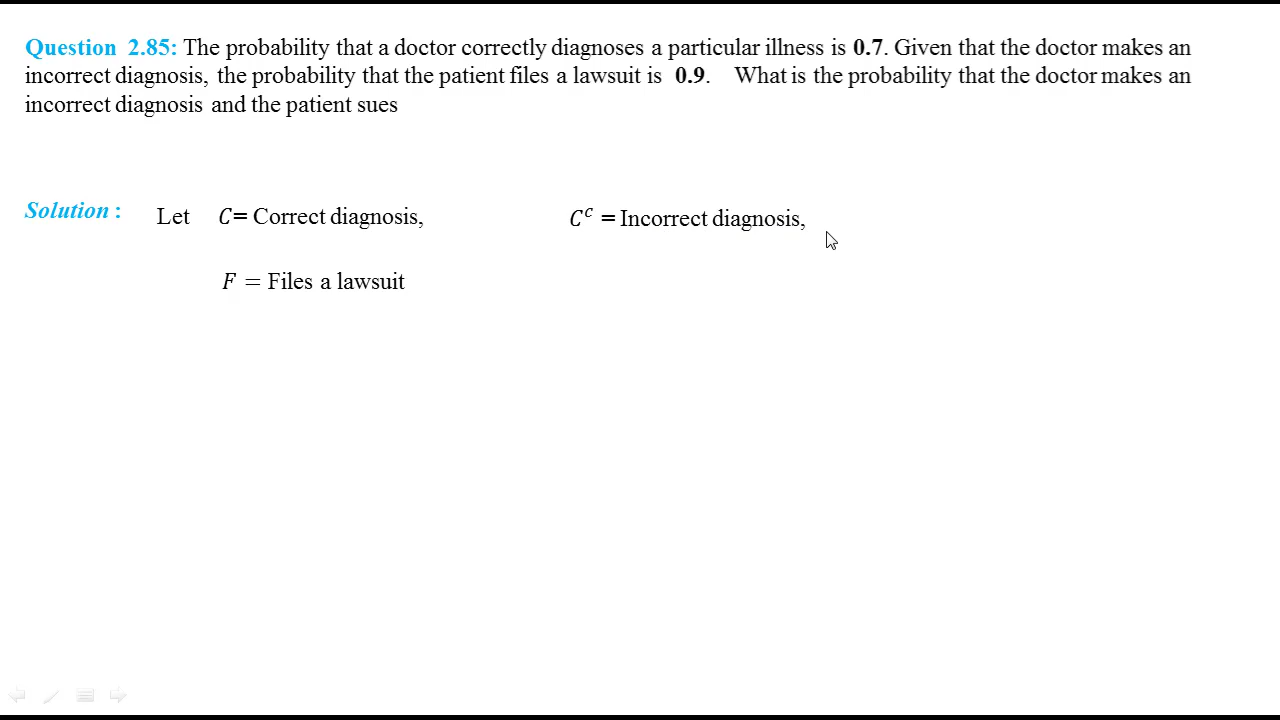 Question 2.85: The probability that a doctor correctly diagnoses a particular illness is 0.7. Given that the doctor makes an
incorrect diagnosis, the probability that the patient files a lawsuit is 0.9. What is the probability that the doctor makes an
incorrect diagnosis and the patient sues
Solution : Let C= Correct diagnosis, Cᶜ = Incorrect diagnosis,
F = Files a lawsuit